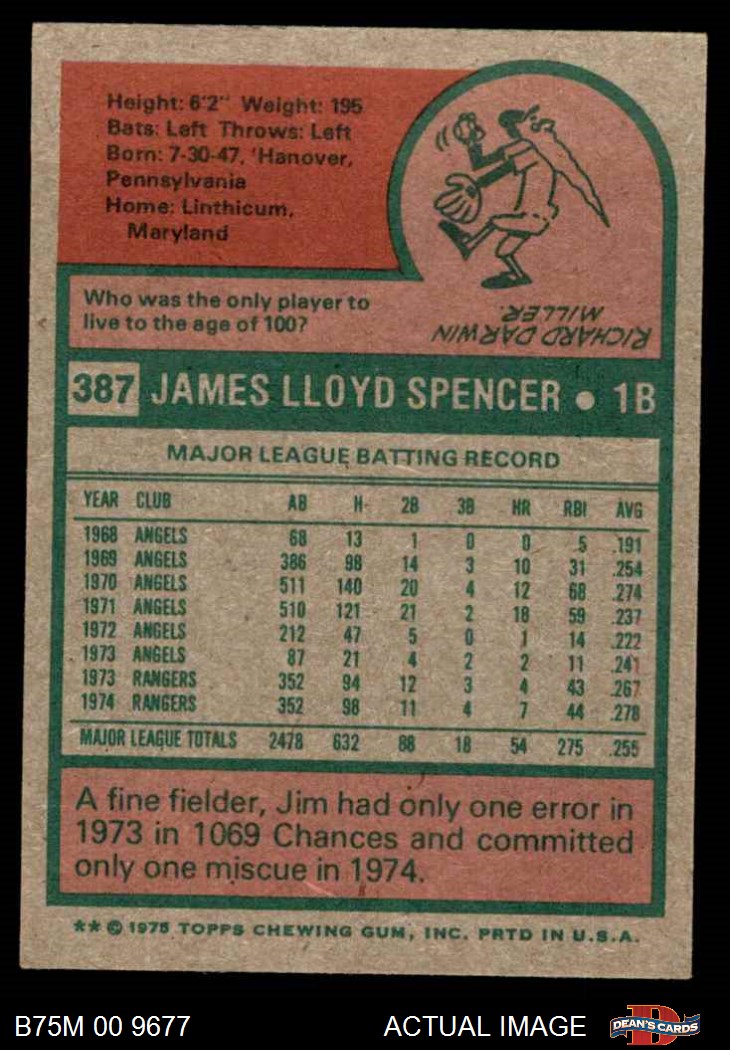 Height: 6'2" Weight: 195
Bats: Left Throws: Left
Born: 7-30-47, 'Hanover,
Pennsylvania
Home: Linthicum,
Maryland
Who was the only player to
live to the age of 100?
RICHARD DARWIN
MILLER.
387 JAMES LLOYD SPENCER • 1B
MAJOR LEAGUE BATTING RECORD
YEAR CLUB AB H 2B 3B HR RBI AVG
1968 ANGELS 68 13 1 0 0 5 .191
1969 ANGELS 386 98 14 3 10 31 .254
1970 ANGELS 511 140 20 4 12 68 .274
1971 ANGELS 510 121 21 2 18 59 .237
1972 ANGELS 212 47 5 0 1 14 .222
1973 ANGELS 87 21 4 2 2 11 .241
1973 RANGERS 352 94 12 3 4 43 .267
1974 RANGERS 352 98 11 4 7 44 .278
MAJOR LEAGUE TOTALS 2478 632 88 18 54 275 .255
A fine fielder, Jim had only one error in
1973 in 1069 Chances and committed
only one miscue in 1974.
** © 1975 TOPPS CHEWING GUM, INC. PRTD IN U.S.A.
B75M 00 9677 ACTUAL IMAGE
DEAN'S CARDS